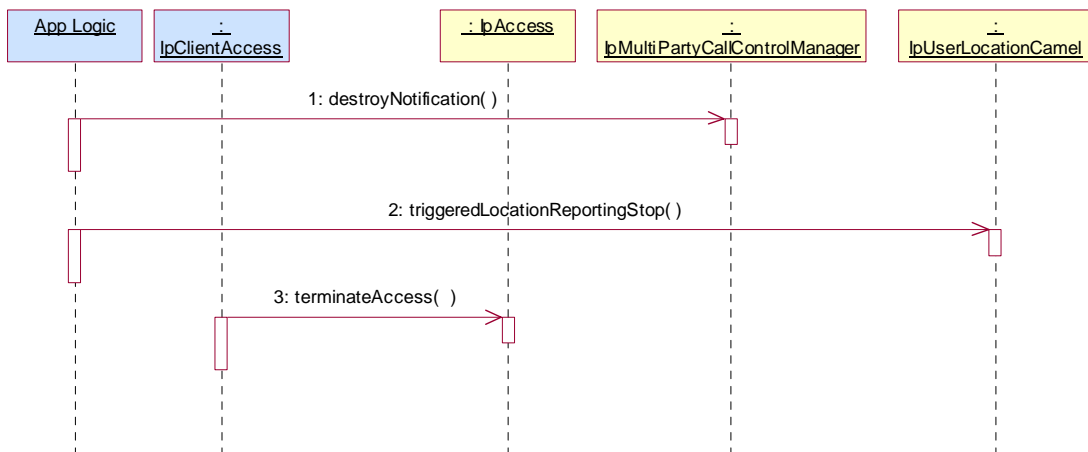 App Logic
:
IpClientAccess
: IpAccess
:
IpMultiPartyCallControlManager
:
IpUserLocationCamel
1: destroyNotification( )
2: triggeredLocationReportingStop( )
3: terminateAccess(  )